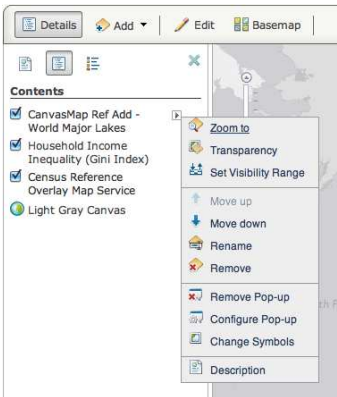 Details Add Edit Basemap
Contents
CanvasMap Ref Add -
World Major Lakes
Household Income
Inequality (Gini Index)
Census Reference
Overlay Map Service
Light Gray Canvas
Zoom to
Transparency
Set Visibility Range
Move up
Move down
Rename
Remove
Remove Pop-up
Configure Pop-up
Change Symbols
Description